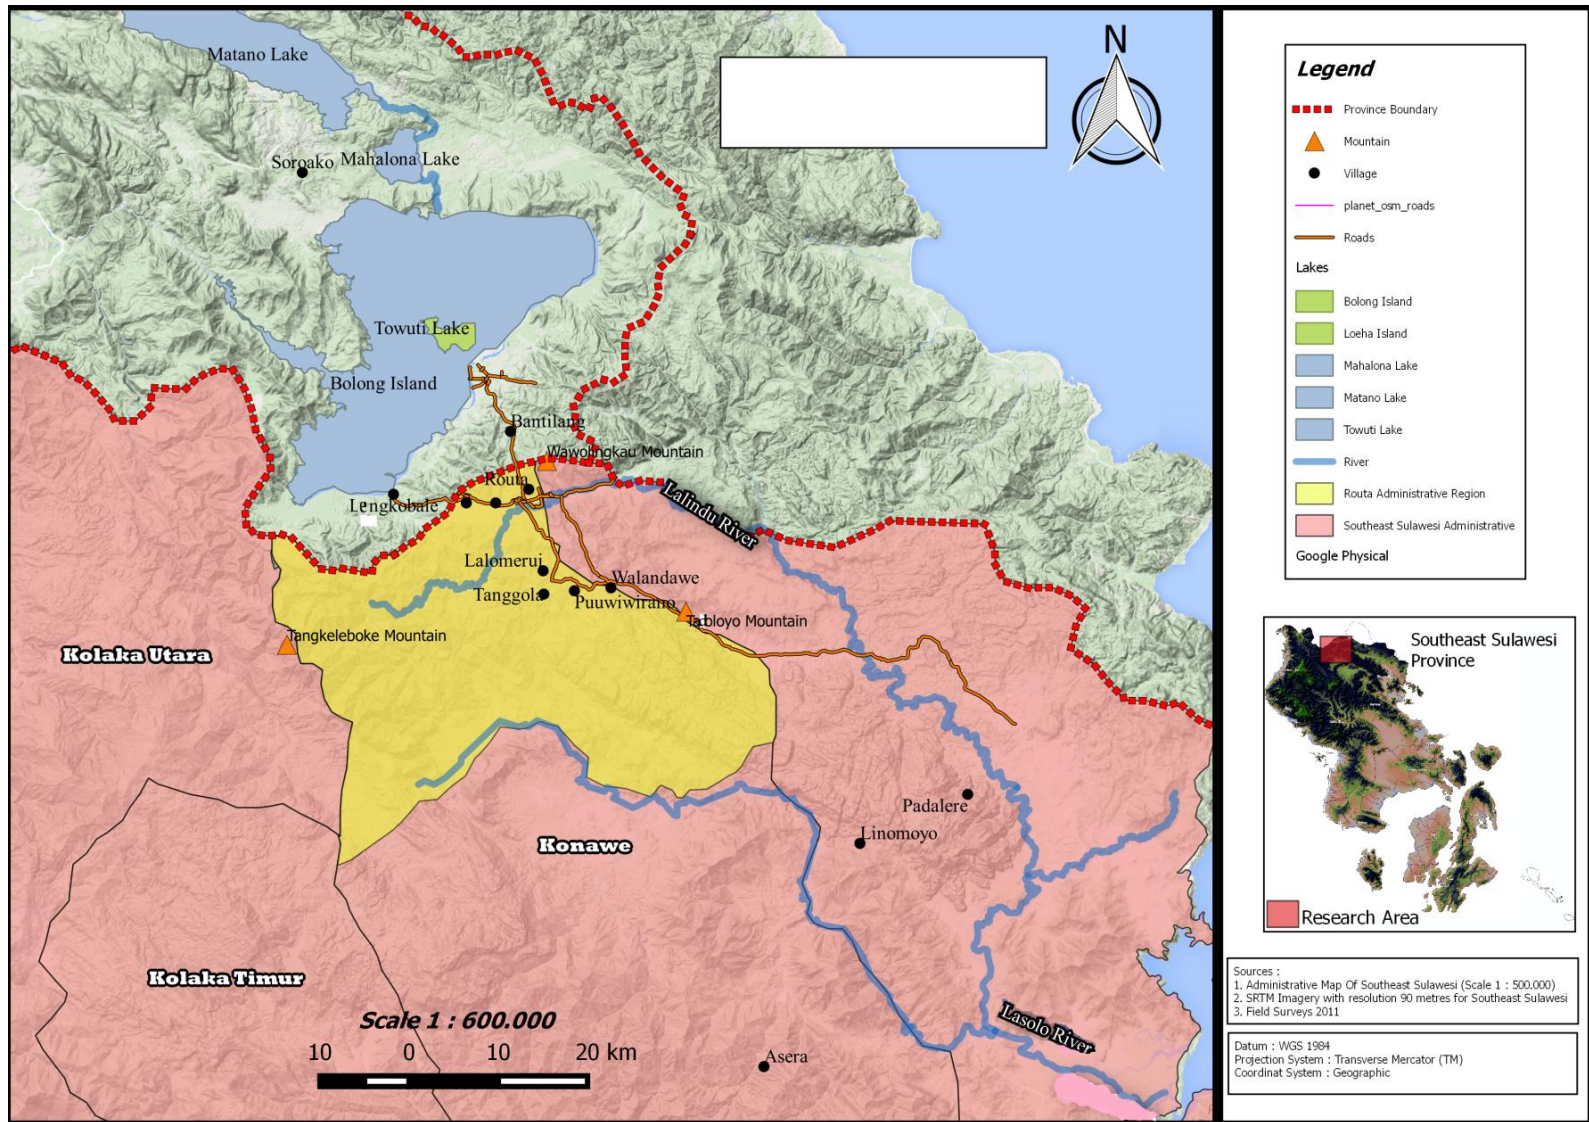 Matano Lake
Soroako
Mahalona Lake
Towuti Lake
Bolong Island
Bantilang
Wawolingkau Mountain
Routa
Lengkobale
Lalindu River
Lalomerui
Tanggola
Walandawe
Puuwiwirano
Tangkeleboke Mountain
Kolaka Utara
Padalere
Linomoyo
Konawe
Kolaka Timur
Lasolo River
Asera
Scale 1 : 600.000
10 0 10 20 km
N
Legend
Province Boundary
Mountain
Village
planet_osm_roads
Roads
Lakes
Bolong Island
Loeha Island
Mahalona Lake
Matano Lake
Towuti Lake
River
Routa Administrative Region
Southeast Sulawesi Administrative
Google Physical
Southeast Sulawesi
Province
Research Area
Sources :
1. Administrative Map Of Southeast Sulawesi (Scale 1 : 500.000)
2. SRTM Imagery with resolution 90 metres for Southeast Sulawesi
3. Field Surveys 2011
Datum : WGS 1984
Projection System : Transverse Mercator (TM)
Coordinat System : Geographic